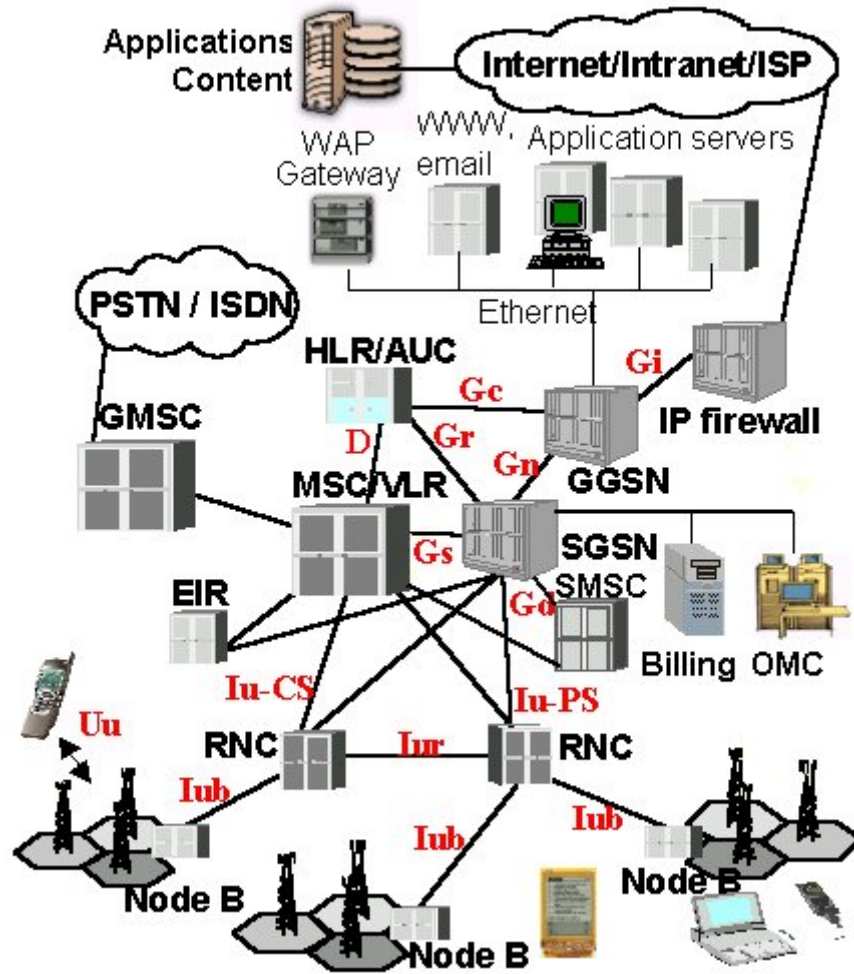 Applications
Content
Internet/Intranet/ISP
WAP
Gateway
WWW,
email
Application servers
Ethernet
PSTN / ISDN
HLR/AUC
Gc
Gi
IP firewall
GMSC
D
Gr
Gn
GGSN
MSC/VLR
Gs
SGSN
EIR
Gd
SMSC
Billing
OMC
Iu-CS
Iu-PS
Uu
RNC
Iur
RNC
Iub
Iub
Iub
Node B
Node B
Node B